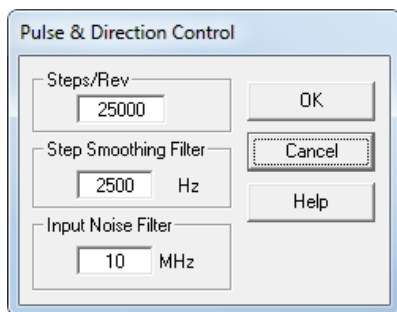 Pulse & Direction Control
Steps/Rev
25000
OK
Step Smoothing Filter
2500 Hz
Cancel
Help
Input Noise Filter
10 MHz